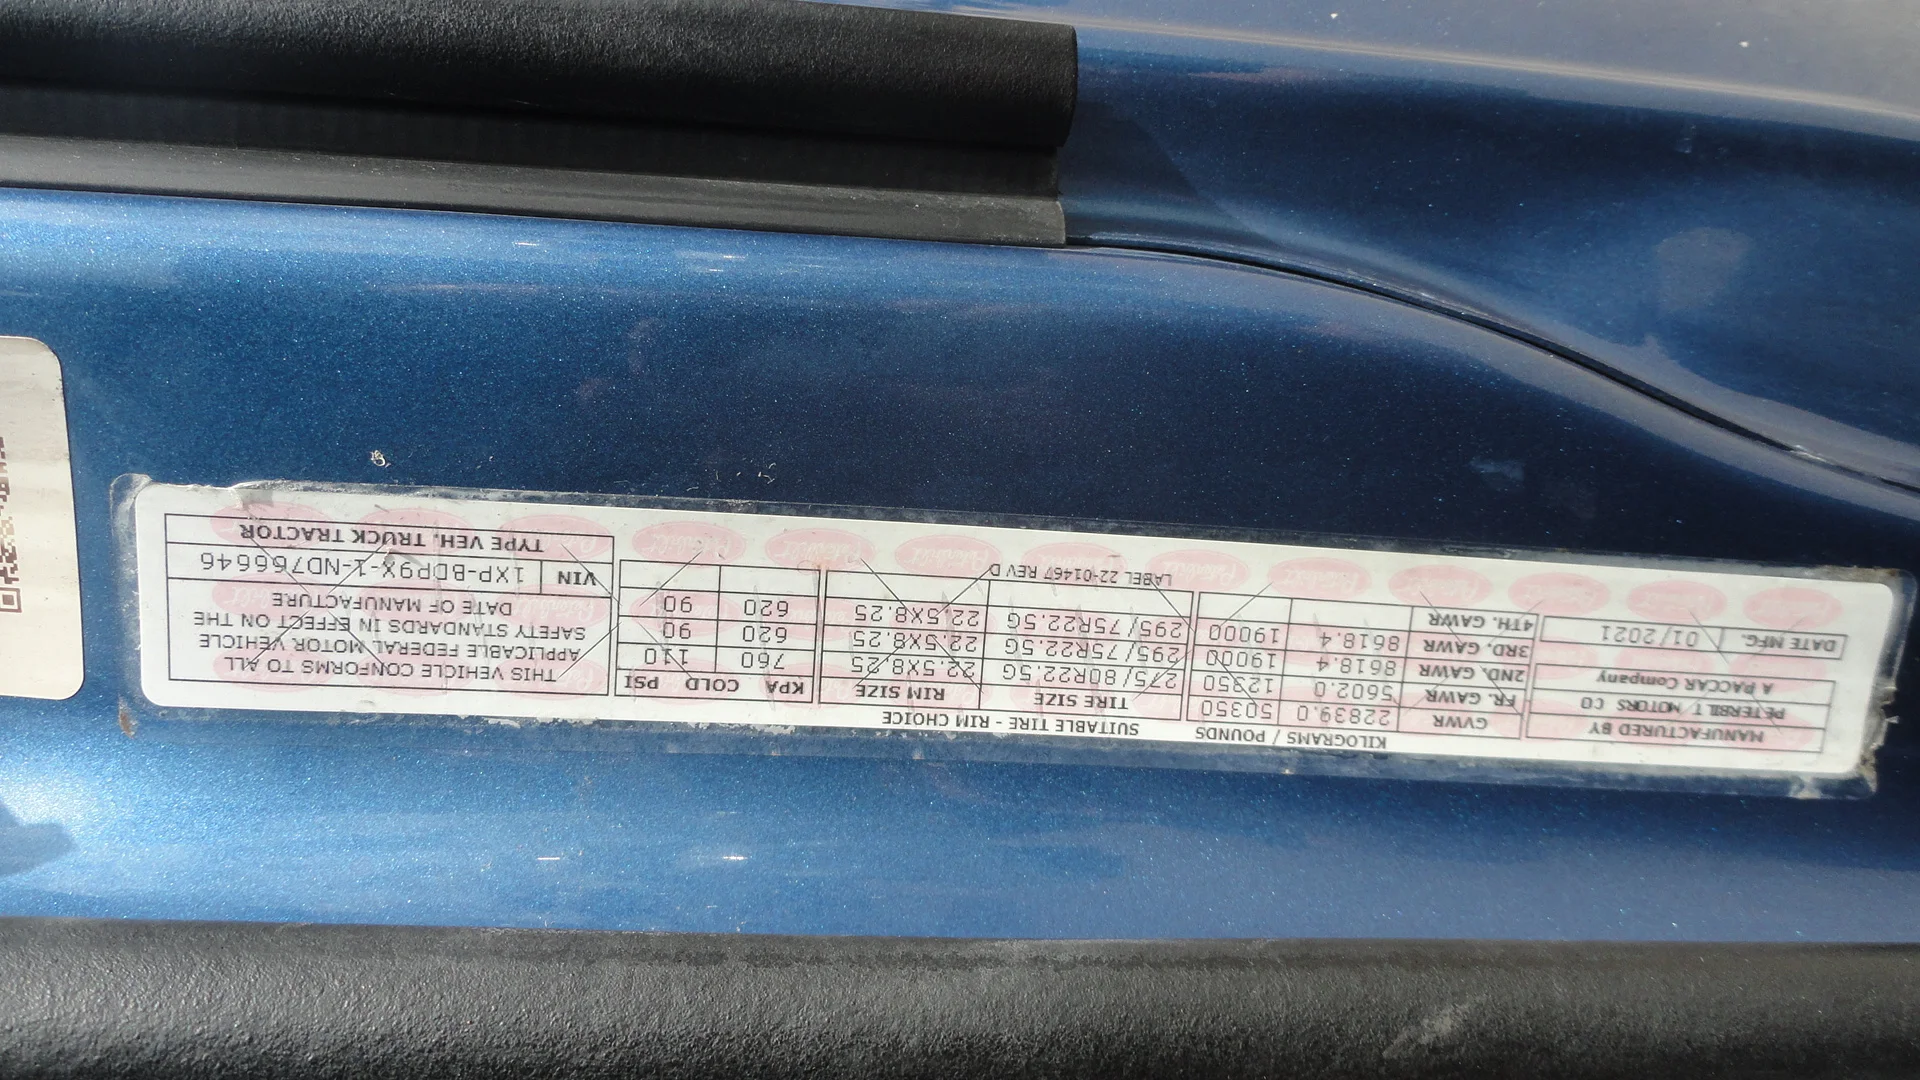 MANUFACTURED BY
PETERBILT MOTORS CO
A PACCAR Company
DATE MFG. 01/2021
KILOGRAMS / POUNDS
GVWR 22839.0 50350
FR. GAWR 5602.0 12350
2ND. GAWR 8618.4 19000
3RD. GAWR 8618.4 19000
4TH. GAWR
SUITABLE TIRE - RIM CHOICE
TIRE SIZE RIM SIZE KPA COLD PSI
275/80R22.5G 22.5X8.25 760 110
295/75R22.5G 22.5X8.25 620 90
295/75R22.5G 22.5X8.25 620 90
LABEL 22-01467 REV D
THIS VEHICLE CONFORMS TO ALL
APPLICABLE FEDERAL MOTOR VEHICLE
SAFETY STANDARDS IN EFFECT ON THE
DATE OF MANUFACTURE
VIN 1XP-BDP9X-1-ND766646
TYPE VEH. TRUCK TRACTOR